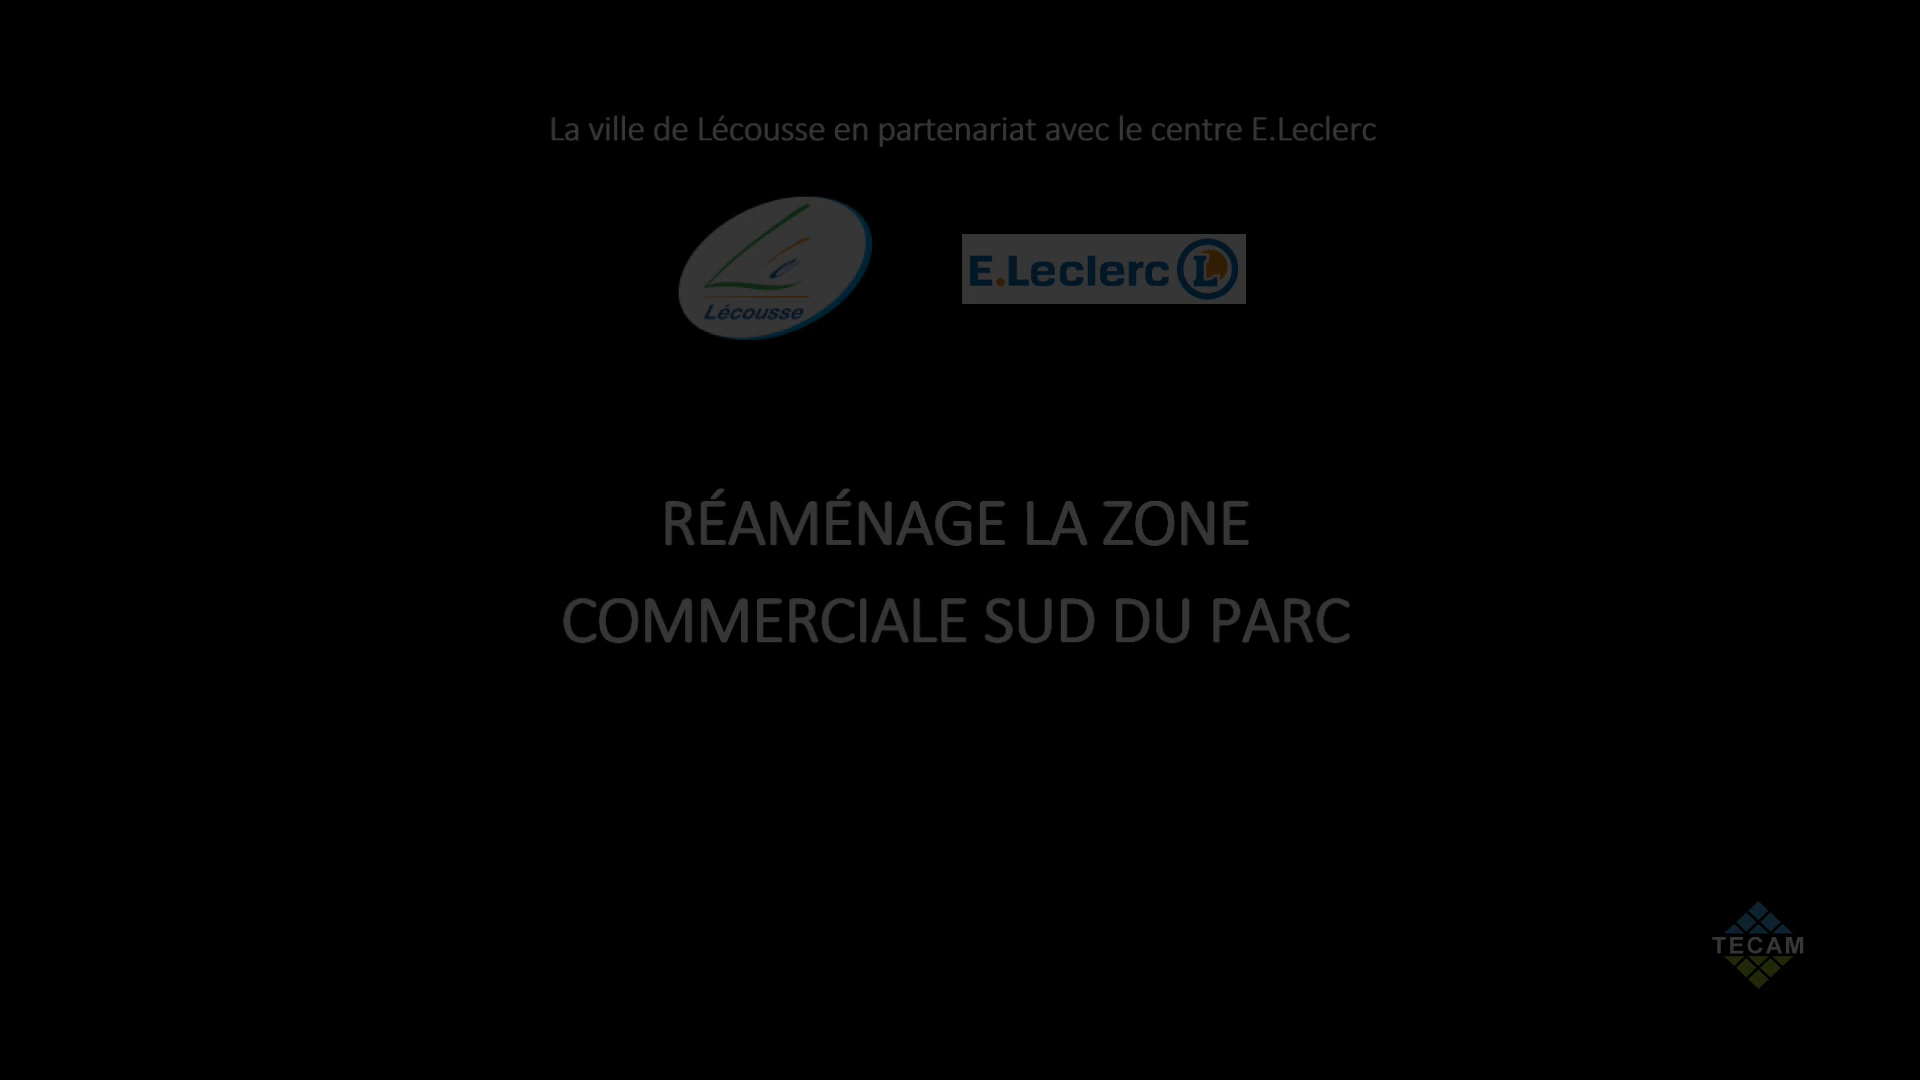 La ville de Lécousse en partenariat avec le centre E.Leclerc
Lécousse
E.Leclerc L
RÉAMÉNAGE LA ZONE
COMMERCIALE SUD DU PARC
TECAM